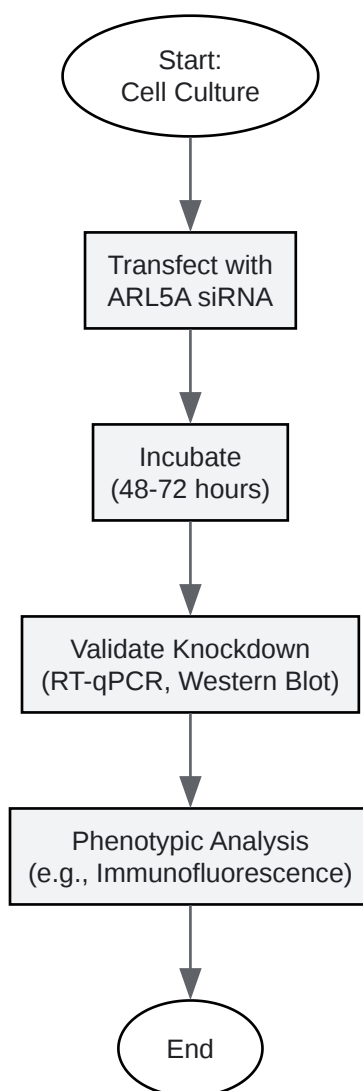 Start:
Cell Culture
Transfect with
ARL5A siRNA
Incubate
(48-72 hours)
Validate Knockdown
(RT-qPCR, Western Blot)
Phenotypic Analysis
(e.g., Immunofluorescence)
End